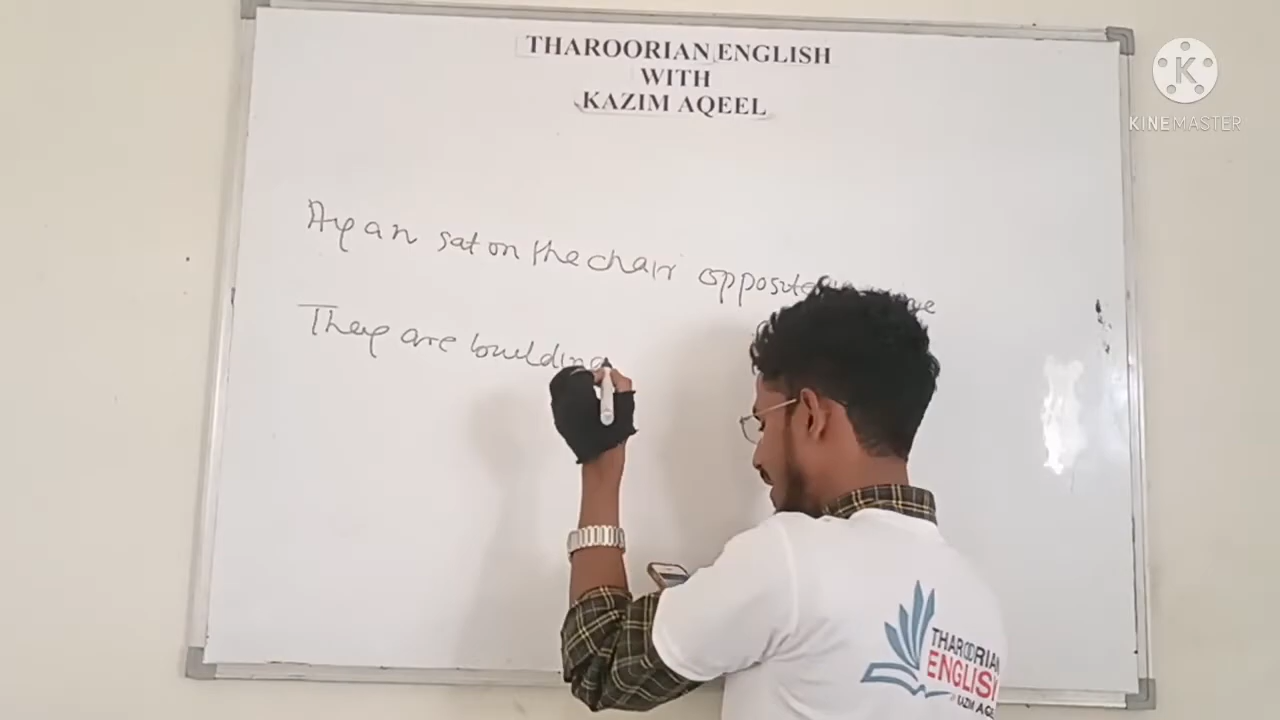 THAROORIAN ENGLISH
WITH
KAZIM AQEEL
KINEMASTER
Ayan sat on the chair opposite
They are building
THAROORIAN
ENGLISH